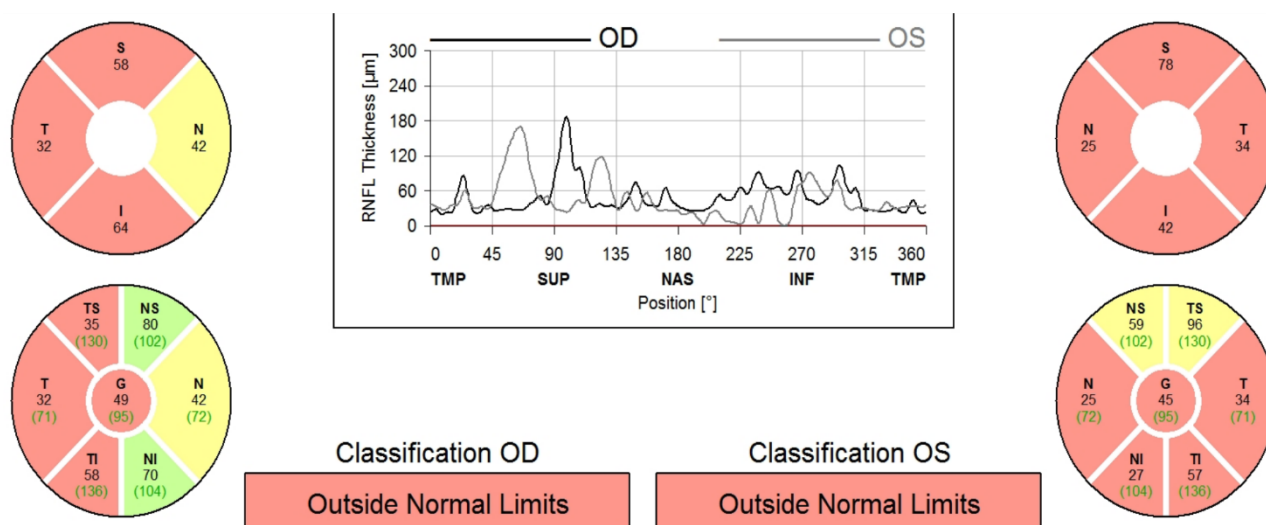 S
58
T
32
N
42
I
64
OD
OS
RNFL Thickness [µm]
300
240
180
120
60
0
0 45 90 135 180 225 270 315 360
TMP SUP NAS INF TMP
Position [°]
S
78
N
25
T
34
I
42
TS
35
(130)
NS
80
(102)
T
32
(71)
G
49
(95)
N
42
(72)
TI
58
(136)
NI
70
(104)
Classification OD
Outside Normal Limits
Classification OS
Outside Normal Limits
NS
59
(102)
TS
96
(130)
N
25
(72)
G
45
(95)
T
34
(71)
NI
27
(104)
TI
57
(136)